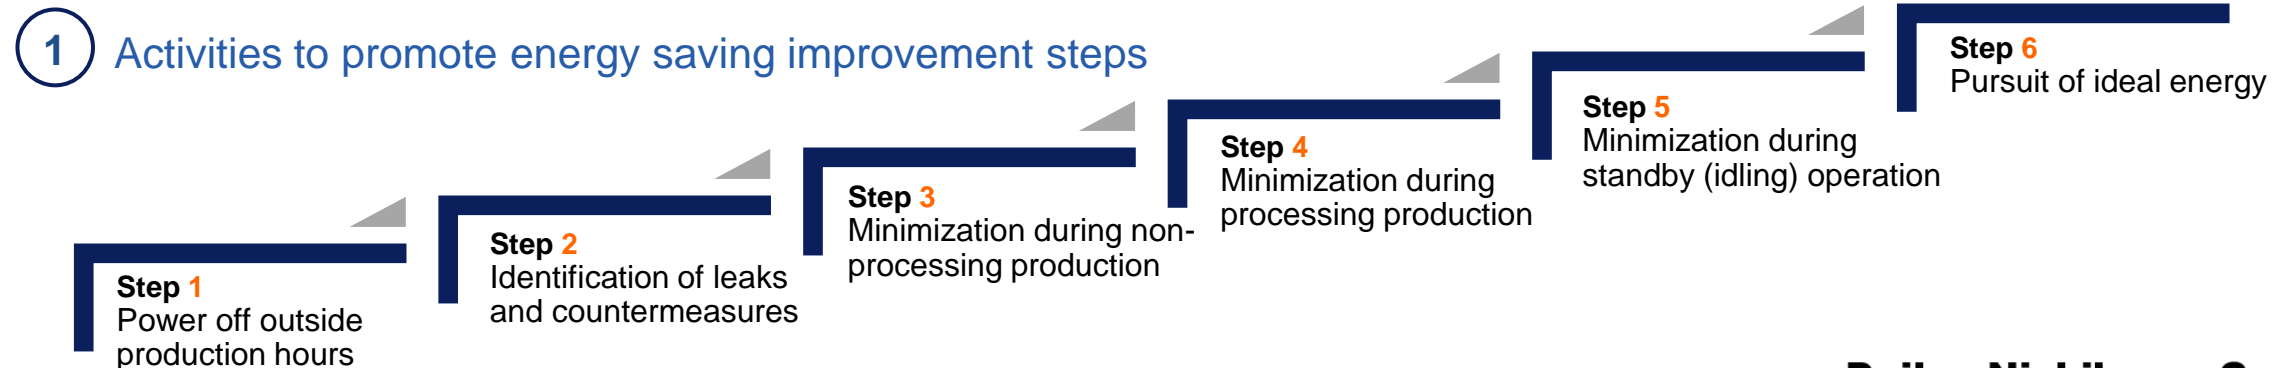 1
Activities to promote energy saving improvement steps
Step 1
Power off outside
production hours
Step 2
Identification of leaks
and countermeasures
Step 3
Minimization during non-
processing production
Step 4
Minimization during
processing production
Step 5
Minimization during
standby (idling) operation
Step 6
Pursuit of ideal energy